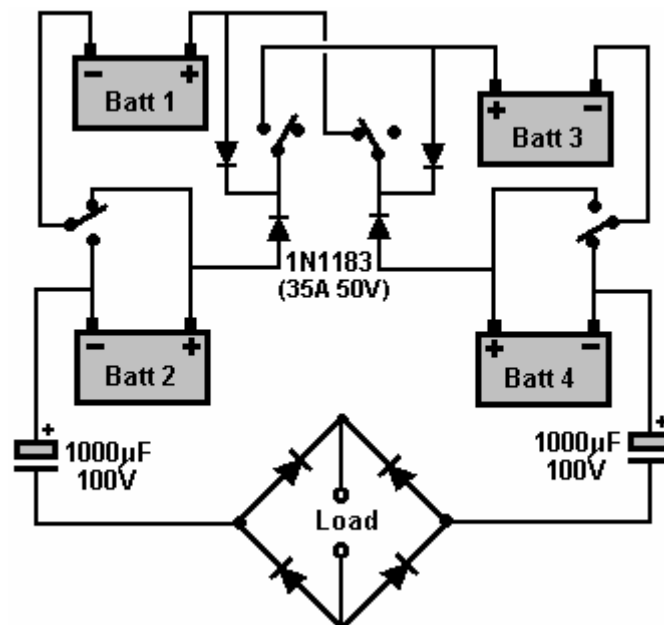 - +
Batt 1
+ -
Batt 3
1N1183
(35A 50V)
- +
Batt 2
+ -
Batt 4
+
1000µF
100V
+
1000µF
100V
Load